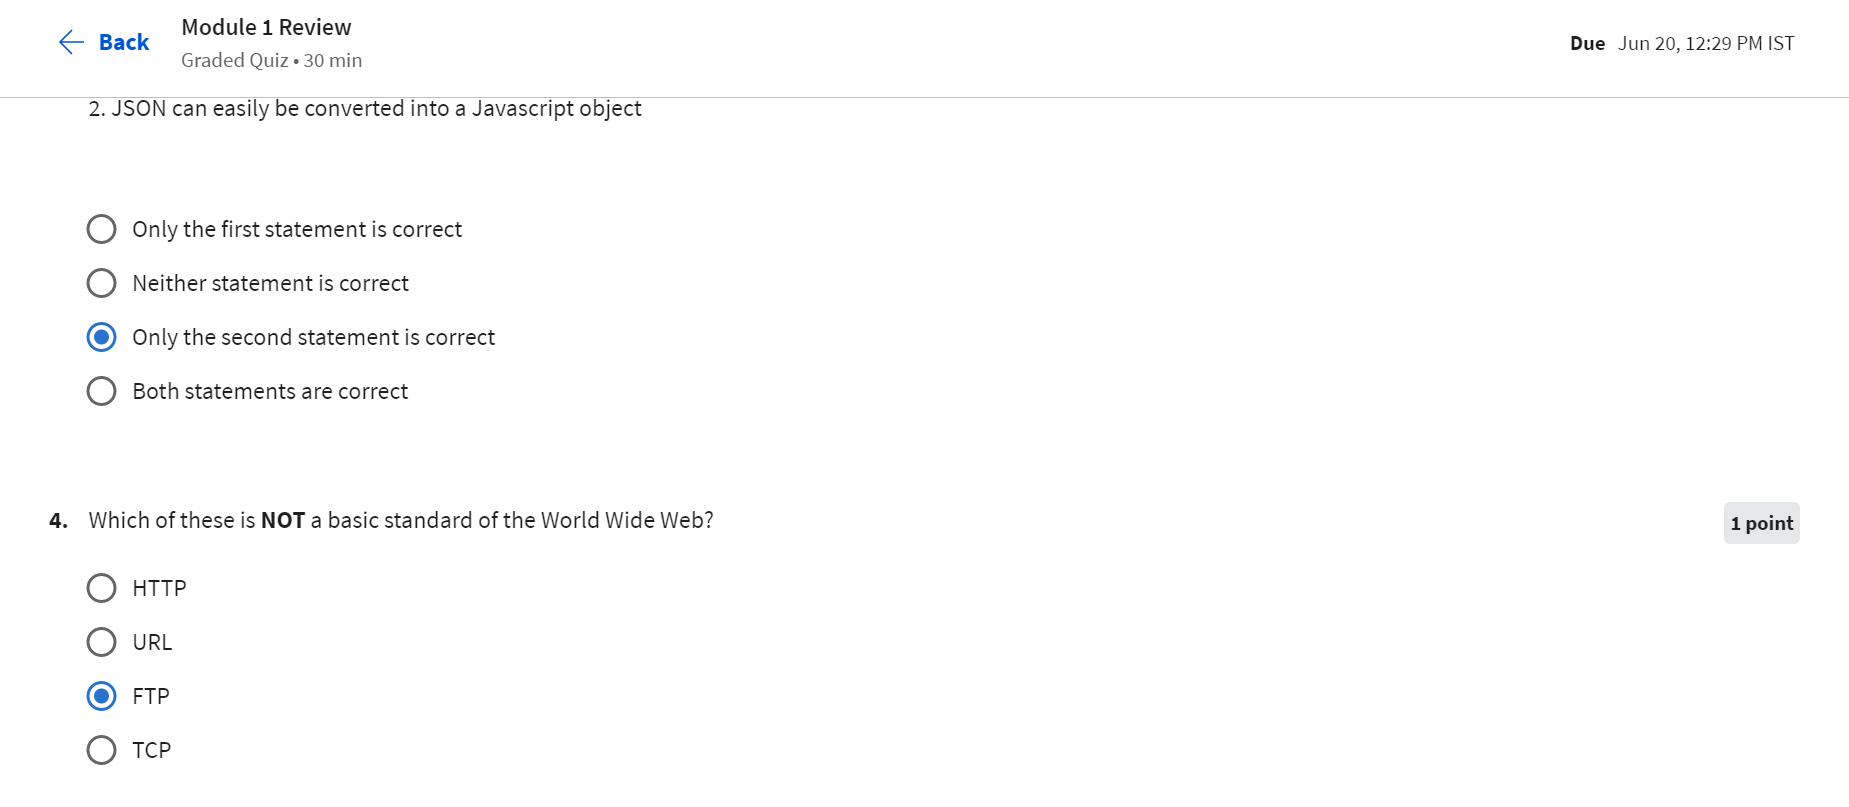 Back
Module 1 Review
Graded Quiz • 30 min
Due Jun 20, 12:29 PM IST
2. JSON can easily be converted into a Javascript object
Only the first statement is correct
Neither statement is correct
Only the second statement is correct
Both statements are correct
4. Which of these is NOT a basic standard of the World Wide Web?
1 point
HTTP
URL
FTP
TCP